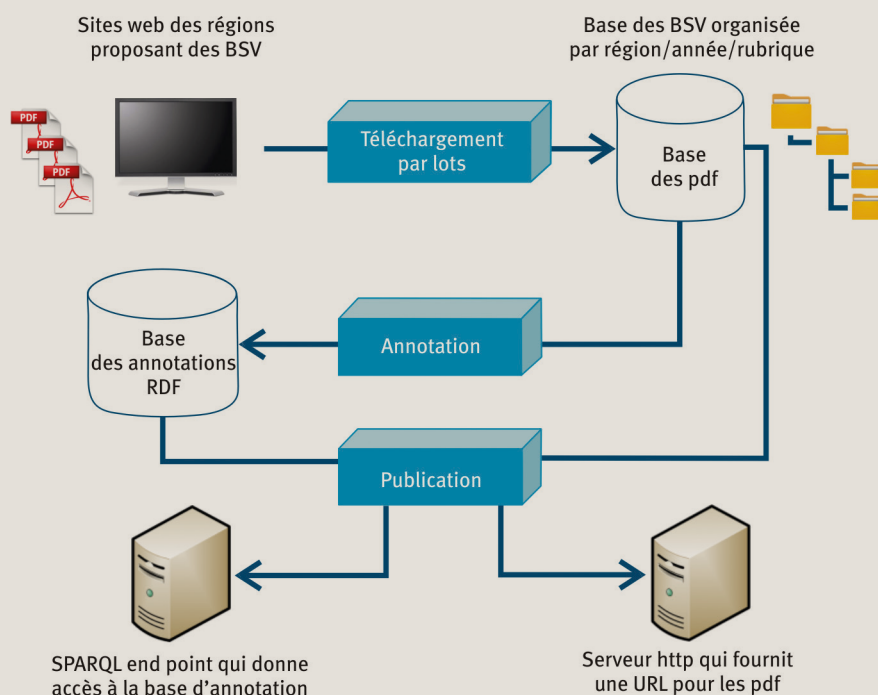 Sites web des régions
proposant des BSV
Base des BSV organisée
par région/année/rubrique
PDF
PDF
PDF
Téléchargement
par lots
Base
des pdf
Base
des annotations
RDF
Annotation
Publication
SPARQL end point qui donne
accès à la base d’annotation
Serveur http qui fournit
une URL pour les pdf